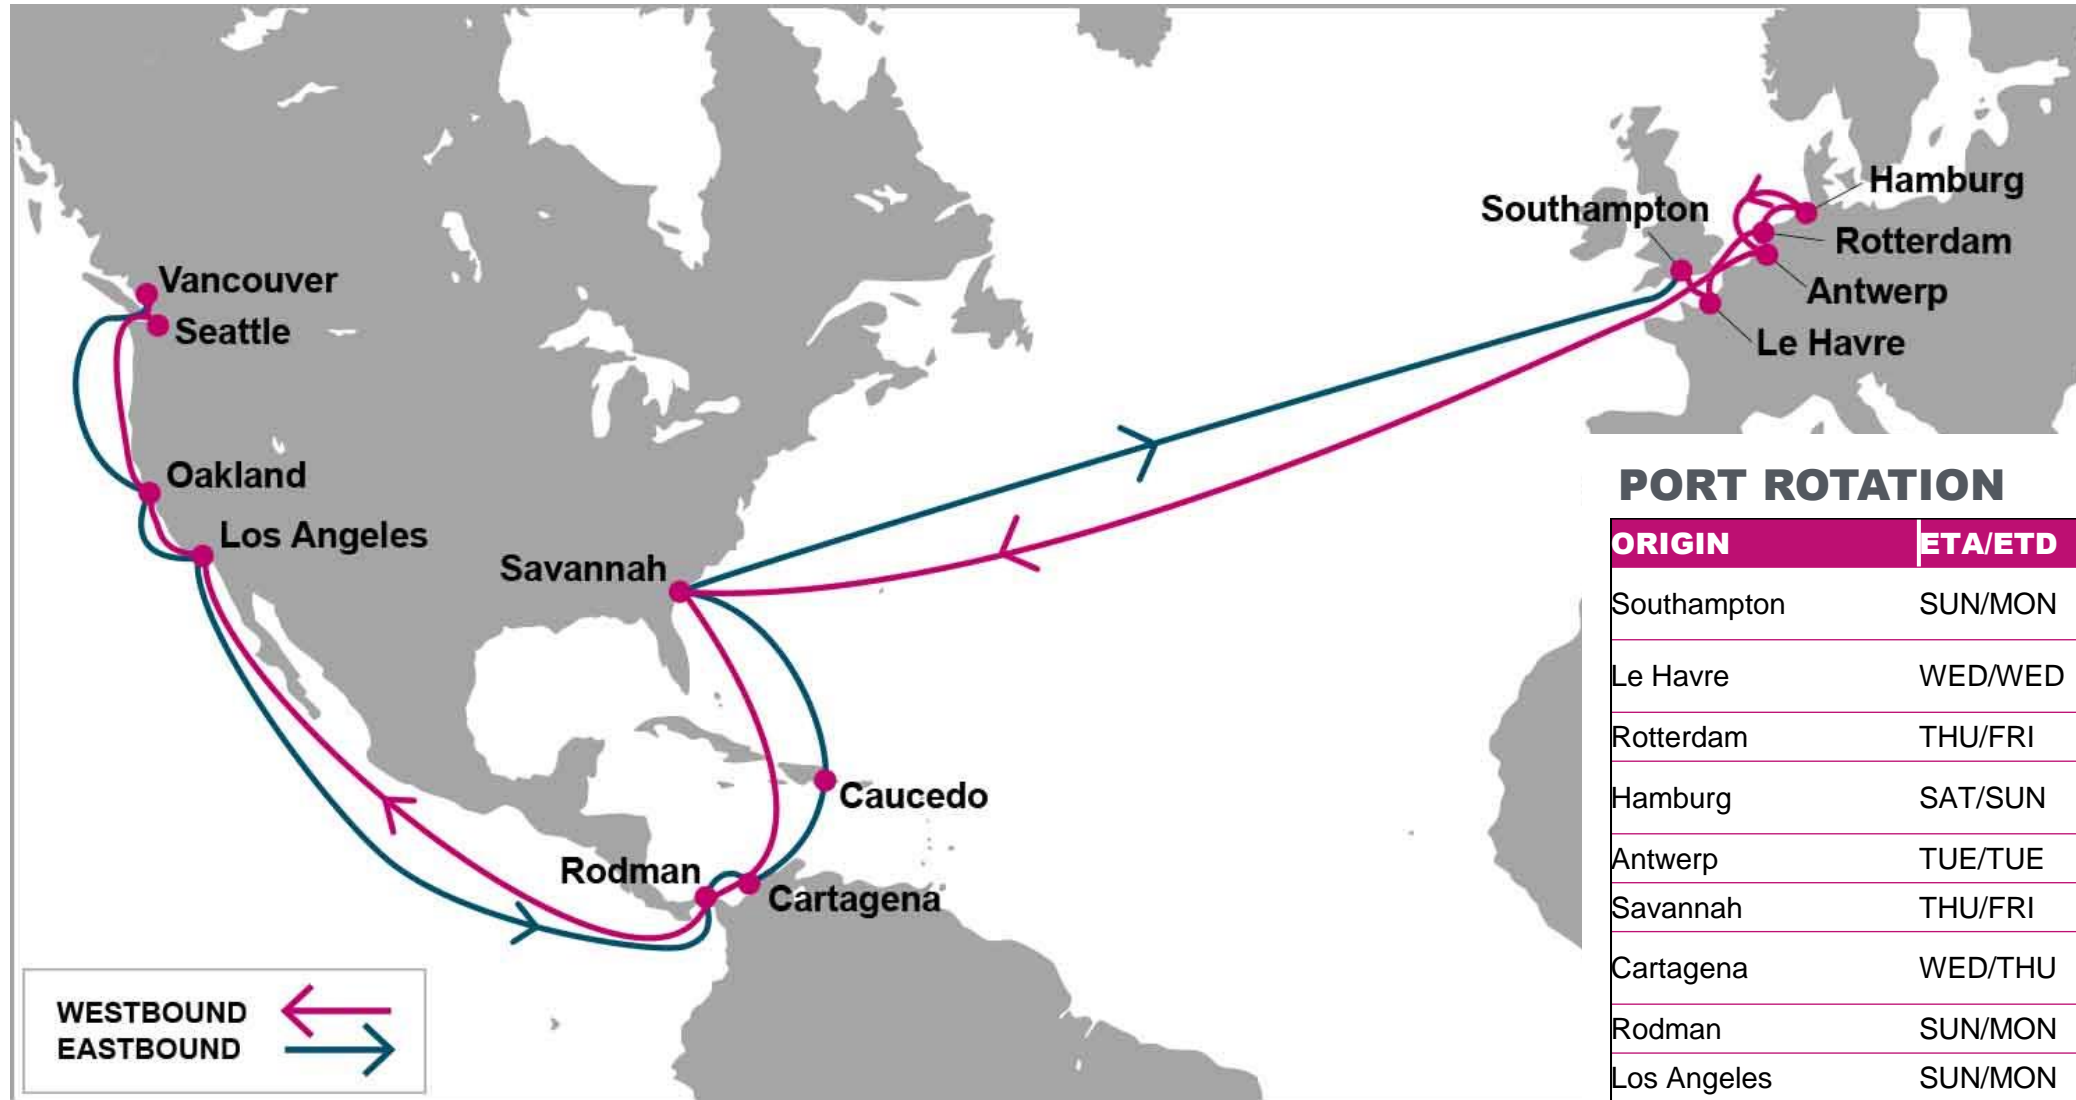 Hamburg
Southampton
Rotterdam
Antwerp
Le Havre
Vancouver
Seattle
Oakland
Los Angeles
Savannah
Caucedo
Rodman
Cartagena
WESTBOUND
EASTBOUND
PORT ROTATION
ORIGIN ETA/ETD
Southampton SUN/MON
Le Havre WED/WED
Rotterdam THU/FRI
Hamburg SAT/SUN
Antwerp TUE/TUE
Savannah THU/FRI
Cartagena WED/THU
Rodman SUN/MON
Los Angeles SUN/MON